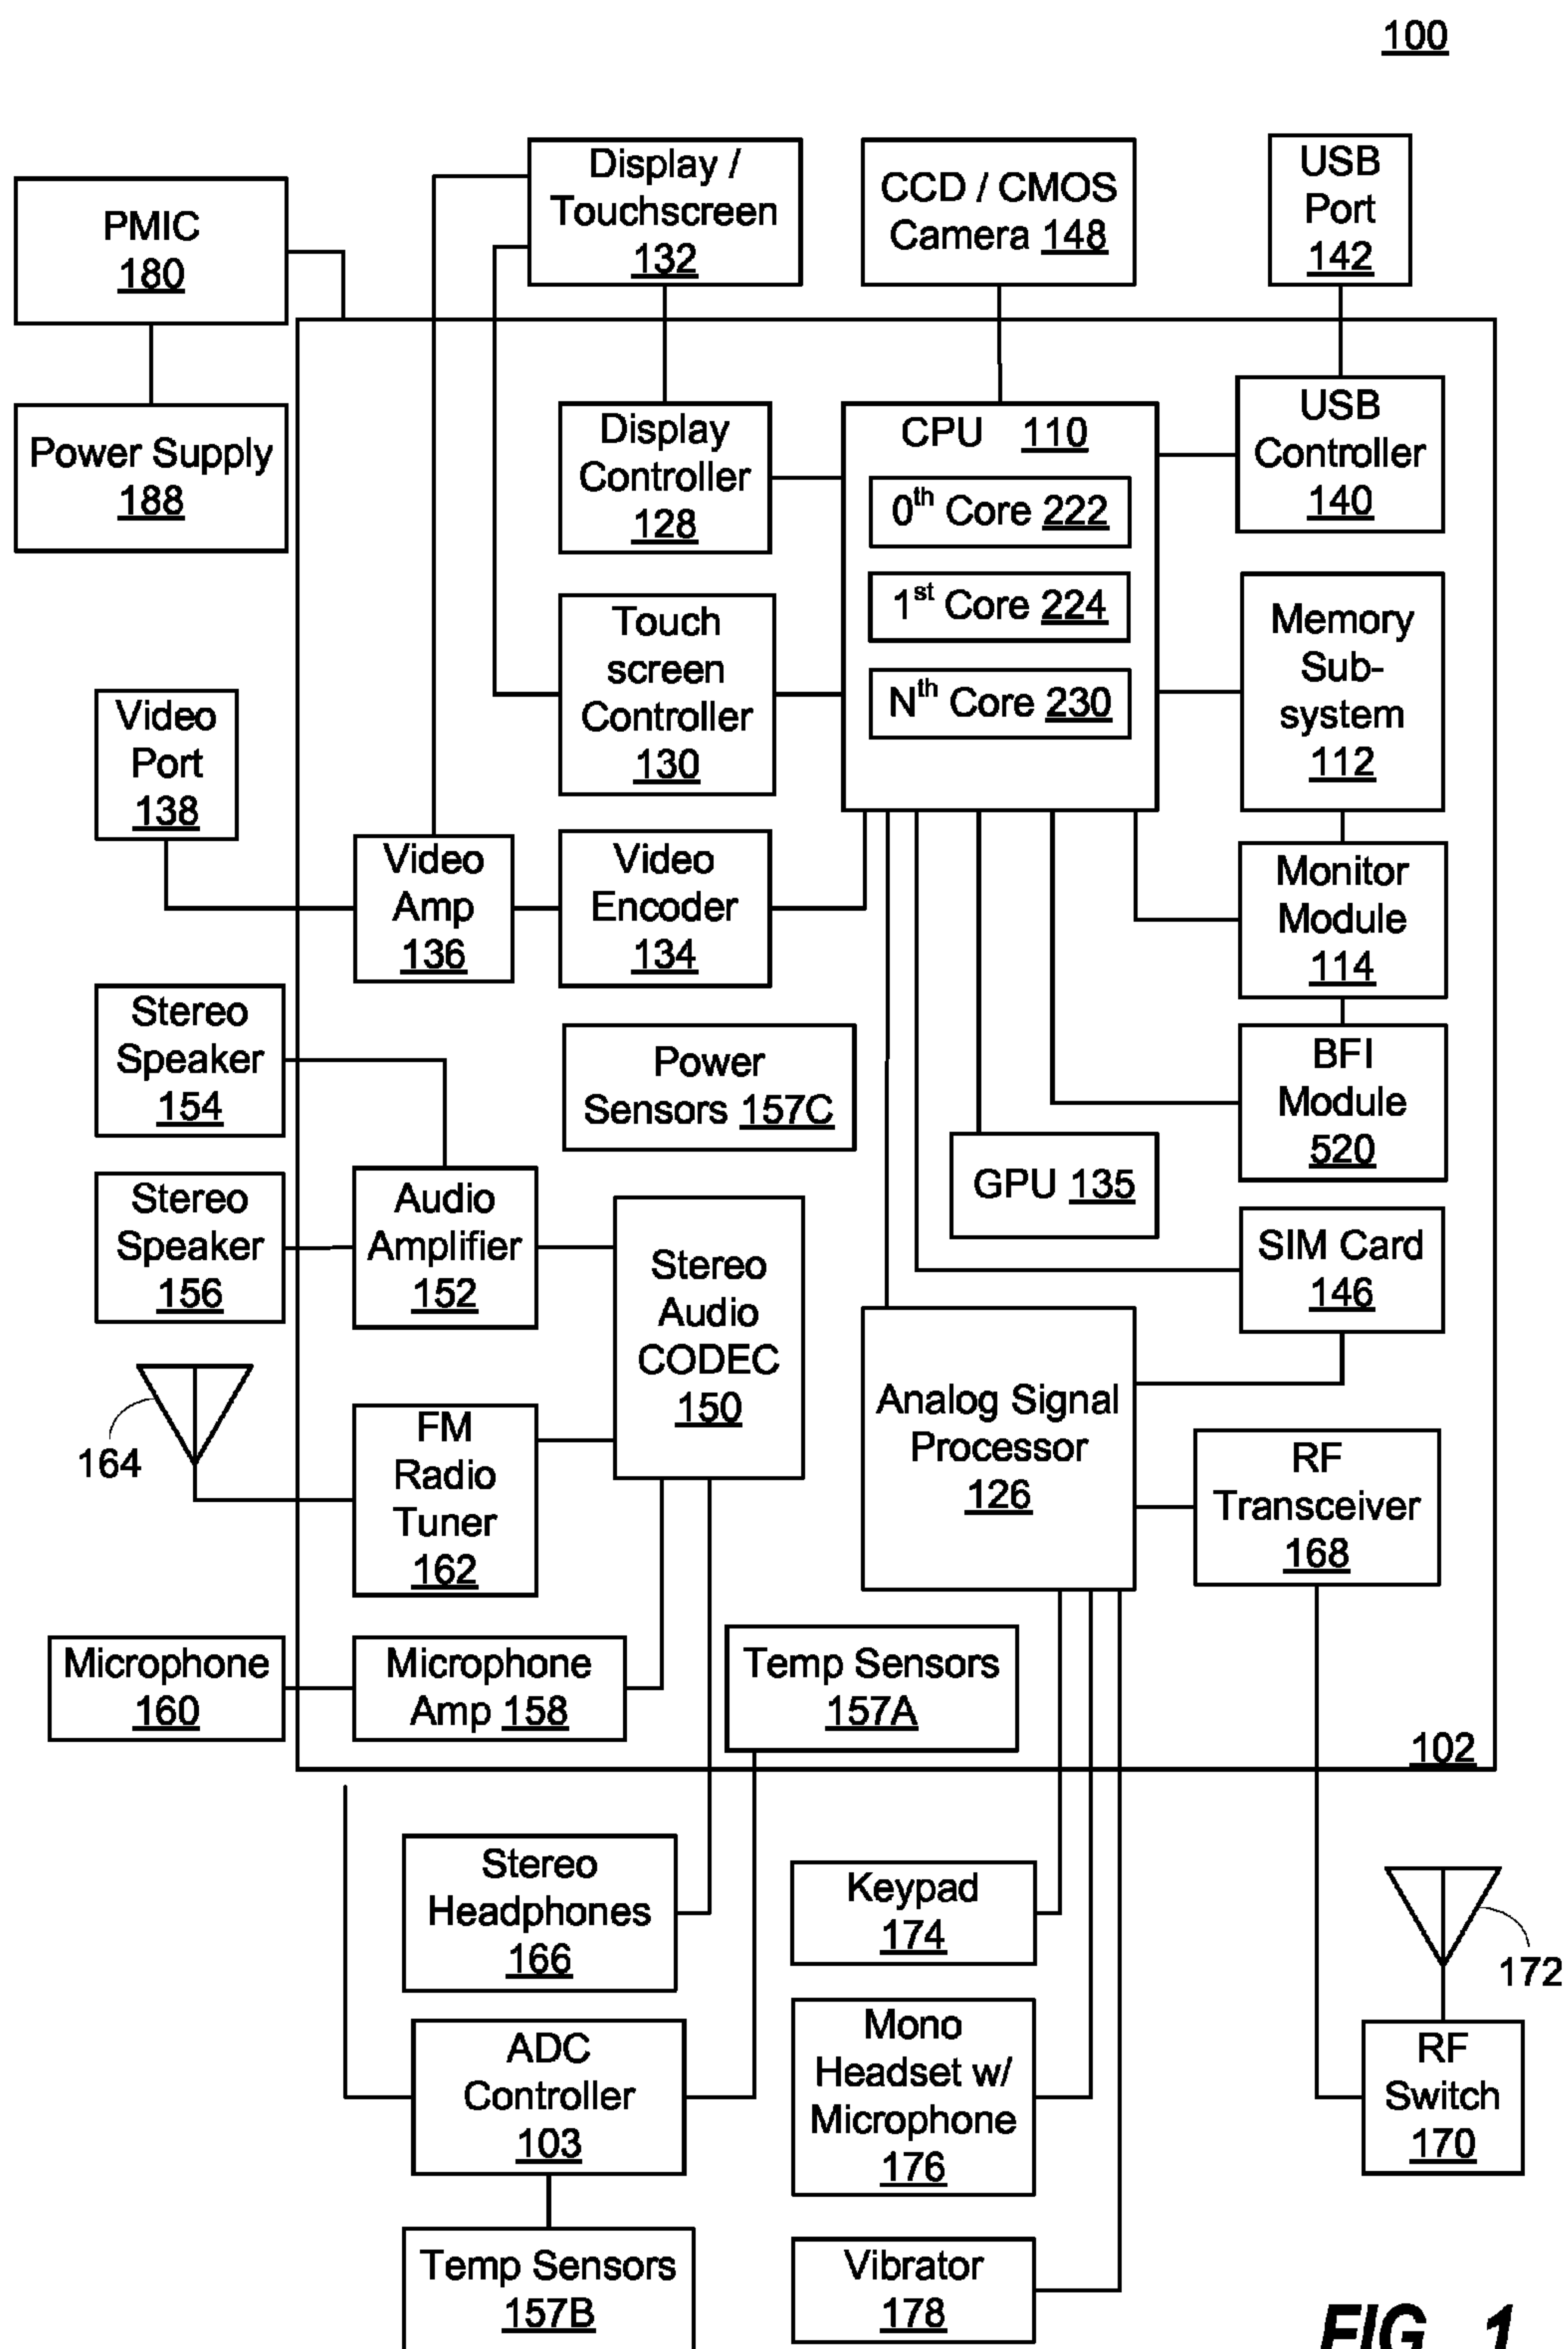 100
PMIC
180
Display /
Touchscreen
132
CCD / CMOS
Camera 148
USB
Port
142
Power Supply
188
Display
Controller
128
CPU 110
0th Core 222
1st Core 224
Nth Core 230
USB
Controller
140
Touch
screen
Controller
130
Memory
Sub-
system
112
Video
Port
138
Video
Amp
136
Video
Encoder
134
Monitor
Module
114
Stereo
Speaker
154
Power
Sensors 157C
BFI
Module
520
GPU 135
Stereo
Speaker
156
Audio
Amplifier
152
Stereo
Audio
CODEC
150
SIM Card
146
164
FM
Radio
Tuner
162
Analog Signal
Processor
126
RF
Transceiver
168
Microphone
160
Microphone
Amp 158
Temp Sensors
157A
102
Stereo
Headphones
166
Keypad
174
172
ADC
Controller
103
Mono
Headset w/
Microphone
176
RF
Switch
170
Temp Sensors
157B
Vibrator
178
FIG. 1